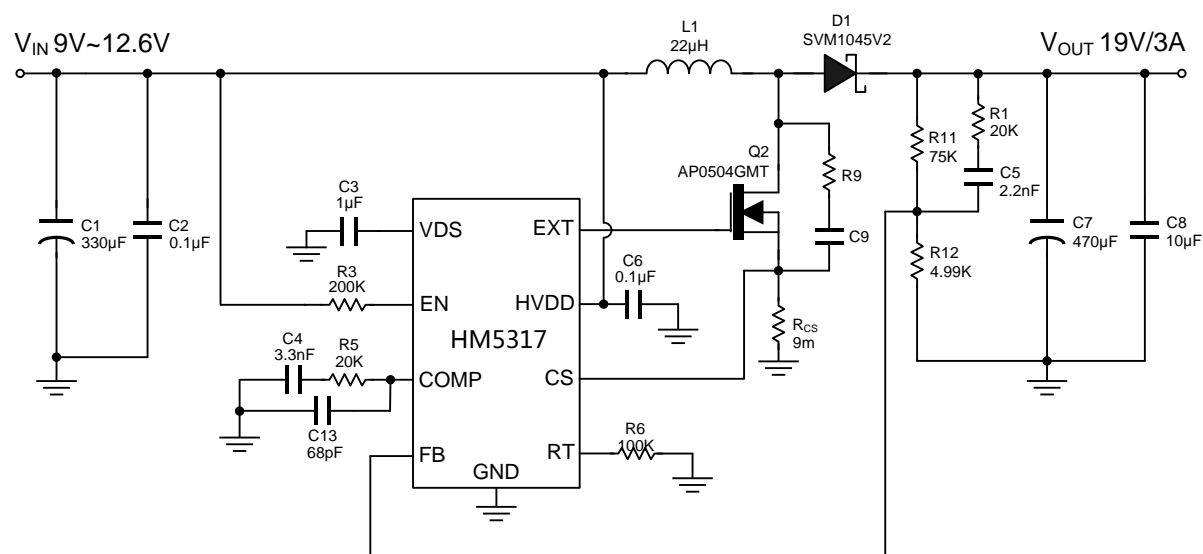 V_IN 9V~12.6V
L1
22µH
D1
SVM1045V2
V_OUT 19V/3A
C1
330µF
C2
0.1µF
C3
1µF
R3
200K
C4
3.3nF
R5
20K
C13
68pF
VDS
EN
COMP
FB
HM5317
GND
EXT
HVDD
CS
RT
C6
0.1µF
R6
100K
Q2
AP0504GMT
R9
C9
R_CS
9m
R11
75K
R1
20K
C5
2.2nF
R12
4.99K
C7
470µF
C8
10µF